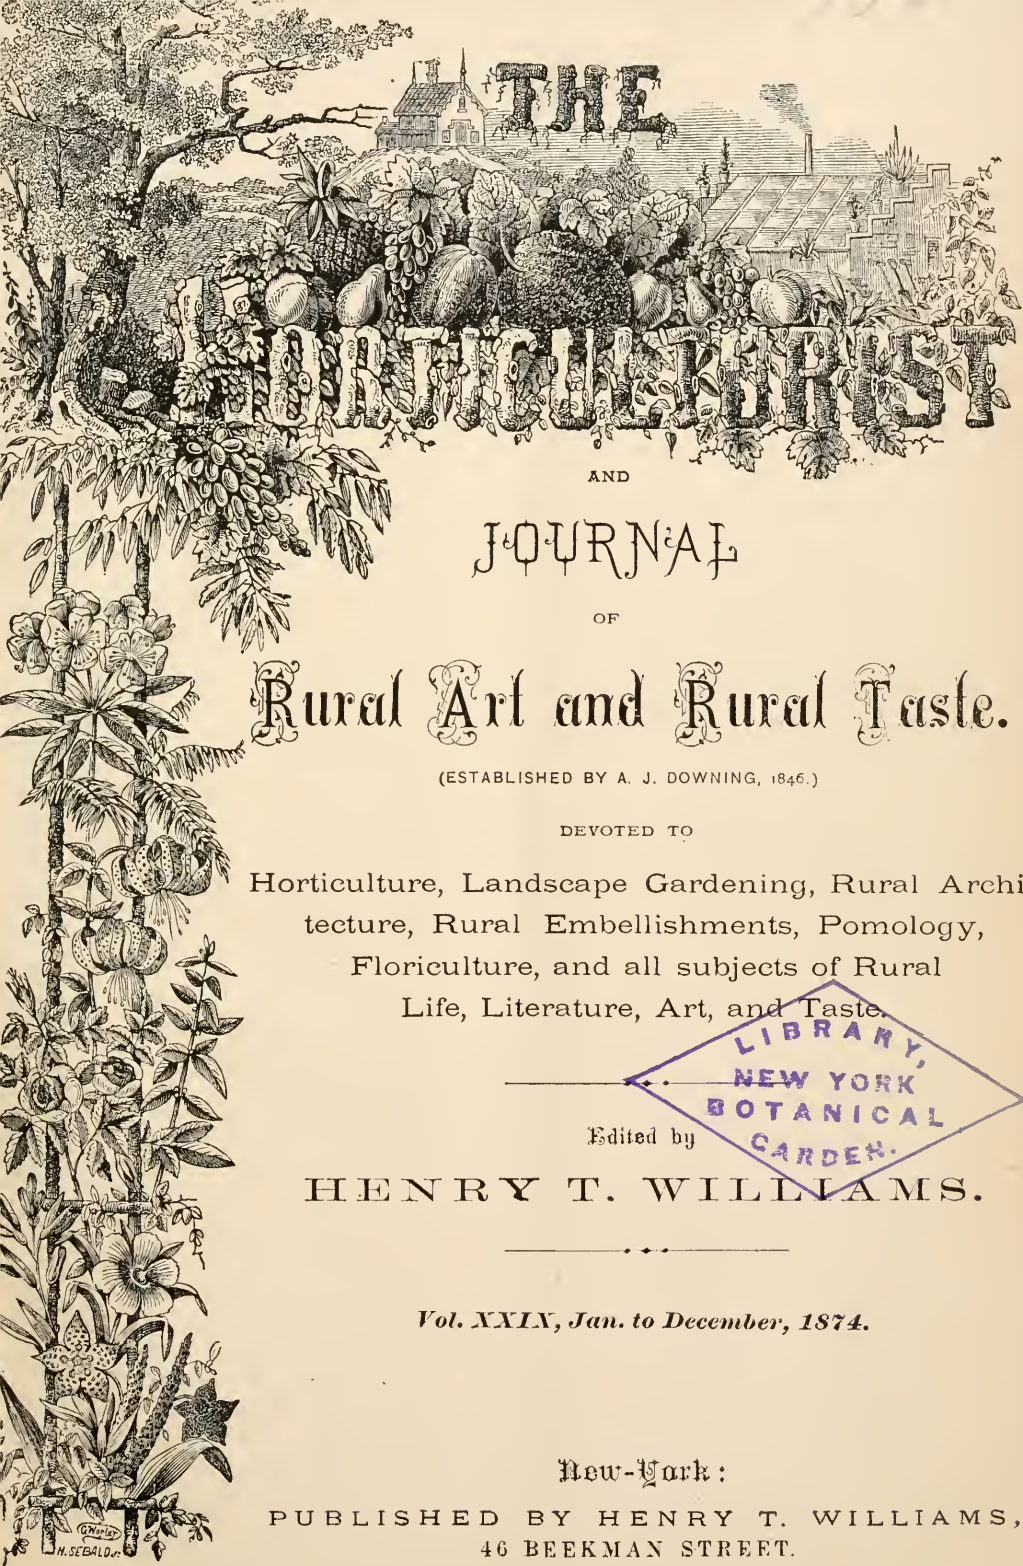 THE
HORTICULTURIST
AND
JOURNAL
OF
Rural Art and Rural Taste.
(ESTABLISHED BY A. J. DOWNING, 1846.)
DEVOTED TO
Horticulture, Landscape Gardening, Rural Archi
tecture, Rural Embellishments, Pomology,
Floriculture, and all subjects of Rural
Life, Literature, Art, and Taste.
LIBRARY,
NEW YORK
BOTANICAL
GARDEN.
Edited by
HENRY T. WILLIAMS.
Vol. XXIX, Jan. to December, 1874.
New-York:
PUBLISHED BY HENRY T. WILLIAMS,
46 BEEKMAN STREET.
G Worley
H. SEBALD